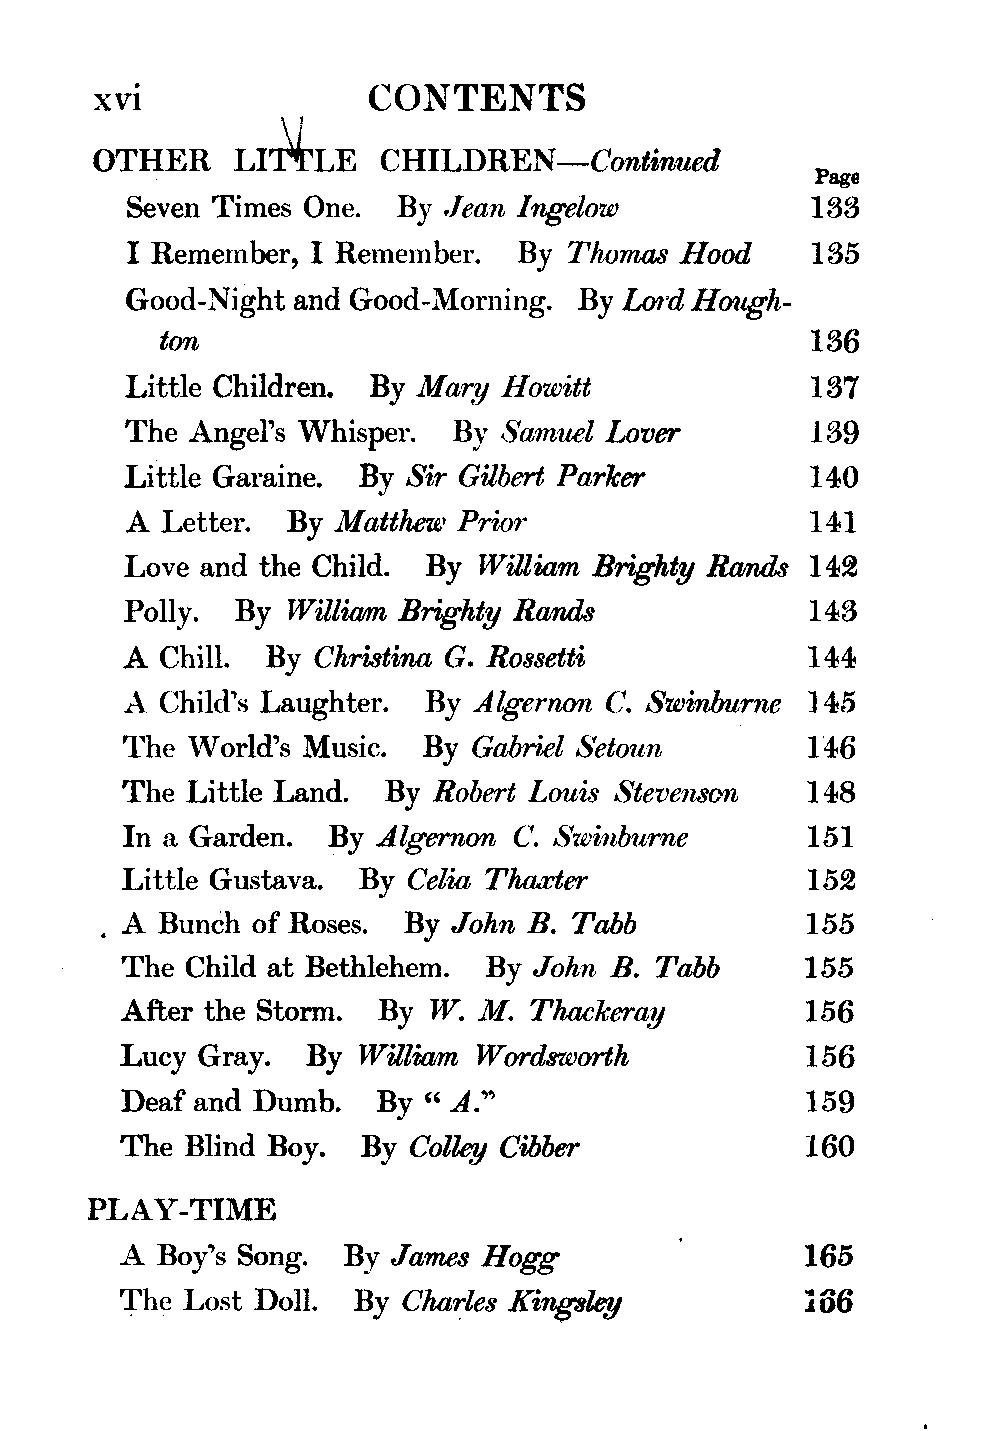 xvi CONTENTS
OTHER LITTLE CHILDREN—Continued
Page
Seven Times One. By Jean Ingelow 133
I Remember, I Remember. By Thomas Hood 135
Good-Night and Good-Morning. By Lord Hough-
ton 136
Little Children. By Mary Howitt 137
The Angel's Whisper. By Samuel Lover 139
Little Garaine. By Sir Gilbert Parker 140
A Letter. By Matthew Prior 141
Love and the Child. By William Brighty Rands 142
Polly. By William Brighty Rands 143
A Chill. By Christina G. Rossetti 144
A Child's Laughter. By Algernon C. Swinburne 145
The World's Music. By Gabriel Setoun 146
The Little Land. By Robert Louis Stevenson 148
In a Garden. By Algernon C. Swinburne 151
Little Gustava. By Celia Thaxter 152
A Bunch of Roses. By John B. Tabb 155
The Child at Bethlehem. By John B. Tabb 155
After the Storm. By W. M. Thackeray 156
Lucy Gray. By William Wordsworth 156
Deaf and Dumb. By “ A.” 159
The Blind Boy. By Colley Cibber 160
PLAY-TIME
A Boy's Song. By James Hogg 165
The Lost Doll. By Charles Kingsley 166